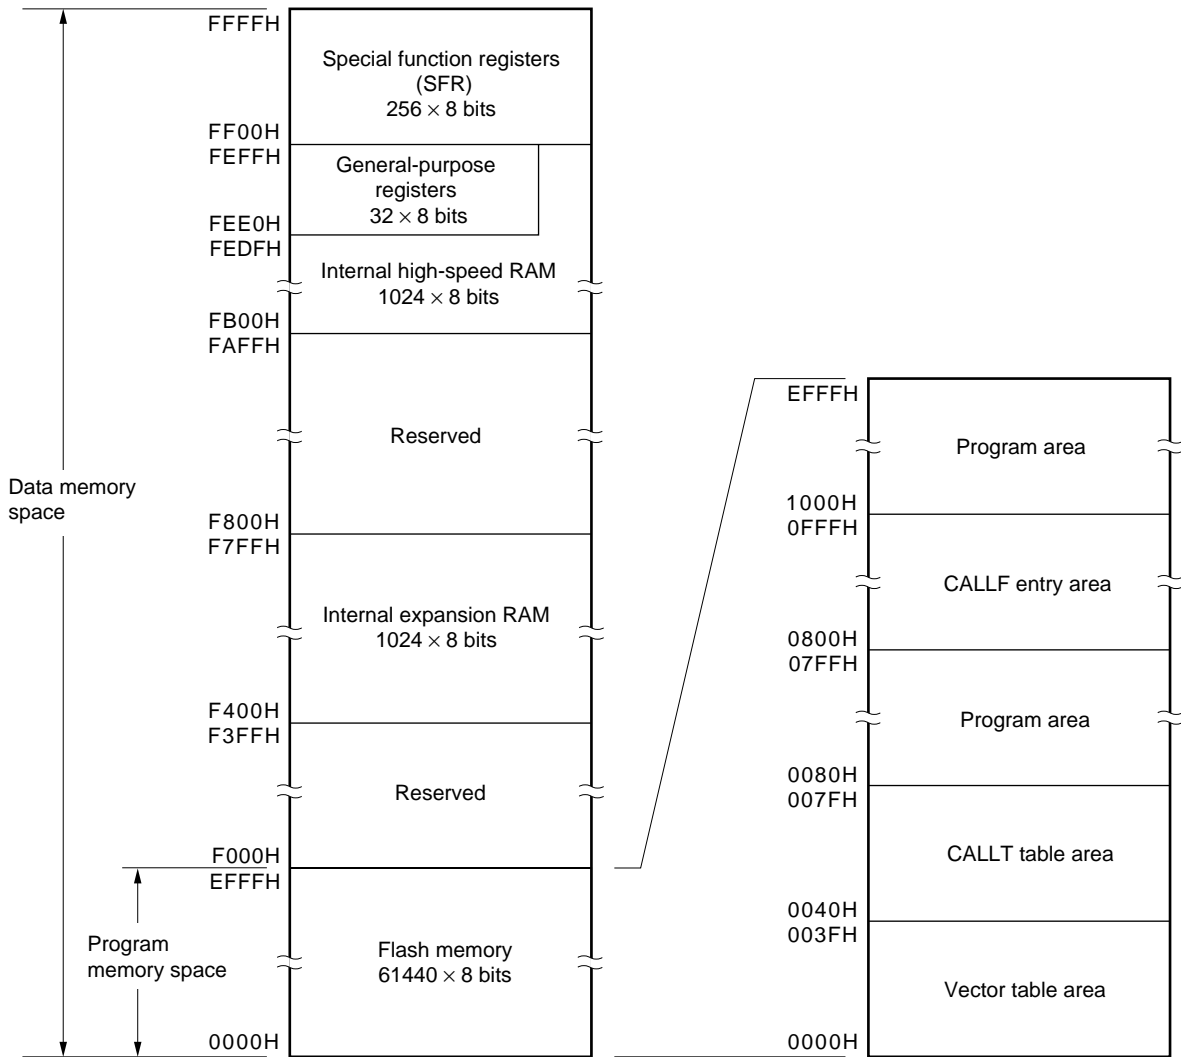 FFFFH
Special function registers
(SFR)
256 × 8 bits
FF00H
FEFFH
General-purpose
registers
32 × 8 bits
FEE0H
FEDFH
Internal high-speed RAM
1024 × 8 bits
FB00H
FAFFH
Reserved
F800H
F7FFH
Internal expansion RAM
1024 × 8 bits
F400H
F3FFH
Reserved
F000H
EFFFH
Flash memory
61440 × 8 bits
0000H
Data memory
space
Program
memory space
EFFFH
Program area
1000H
0FFFH
CALLF entry area
0800H
07FFH
Program area
0080H
007FH
CALLT table area
0040H
003FH
Vector table area
0000H